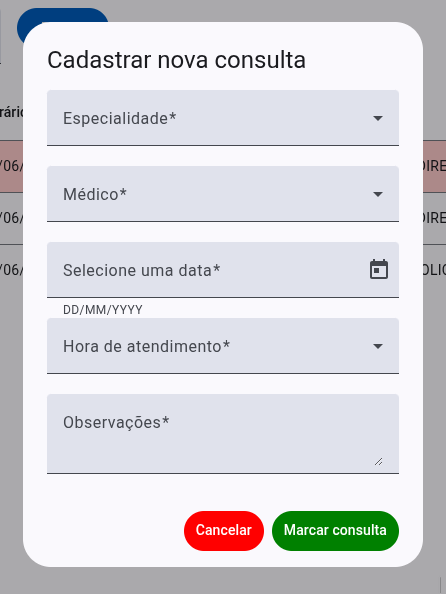 Cadastrar nova consulta
Especialidade*
Médico*
Selecione uma data*
DD/MM/YYYY
Hora de atendimento*
Observações*
Cancelar
Marcar consulta